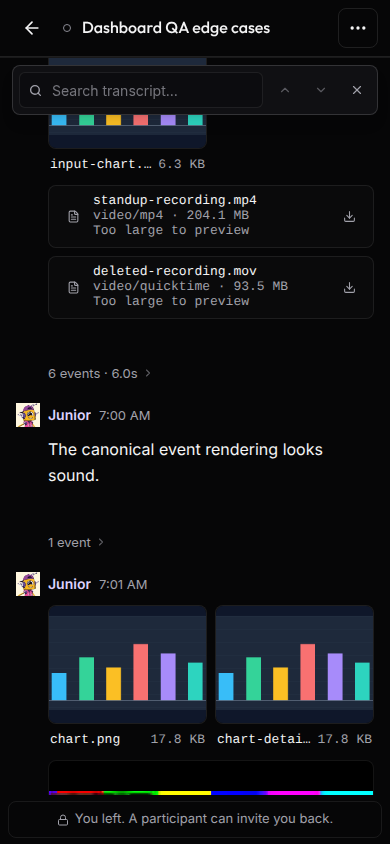 Dashboard QA edge cases
Search transcript...
input-chart.… 6.3 KB
standup-recording.mp4
video/mp4 · 204.1 MB
Too large to preview
deleted-recording.mov
video/quicktime · 93.5 MB
Too large to preview
6 events · 6.0s
Junior 7:00 AM
The canonical event rendering looks
sound.
1 event
Junior 7:01 AM
chart.png 17.8 KB chart-detai… 17.8 KB
You left. A participant can invite you back.